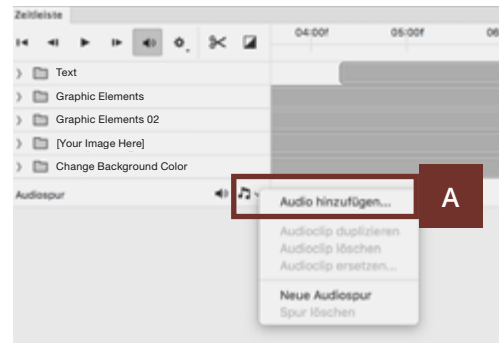 Zeitleiste
04:00f 05:00f 06
Text
Graphic Elements
Graphic Elements 02
[Your Image Here]
Change Background Color
Audiospur
Audio hinzufügen...
A
Audioclip duplizieren
Audioclip löschen
Audioclip ersetzen...
Neue Audiospur
Spur löschen